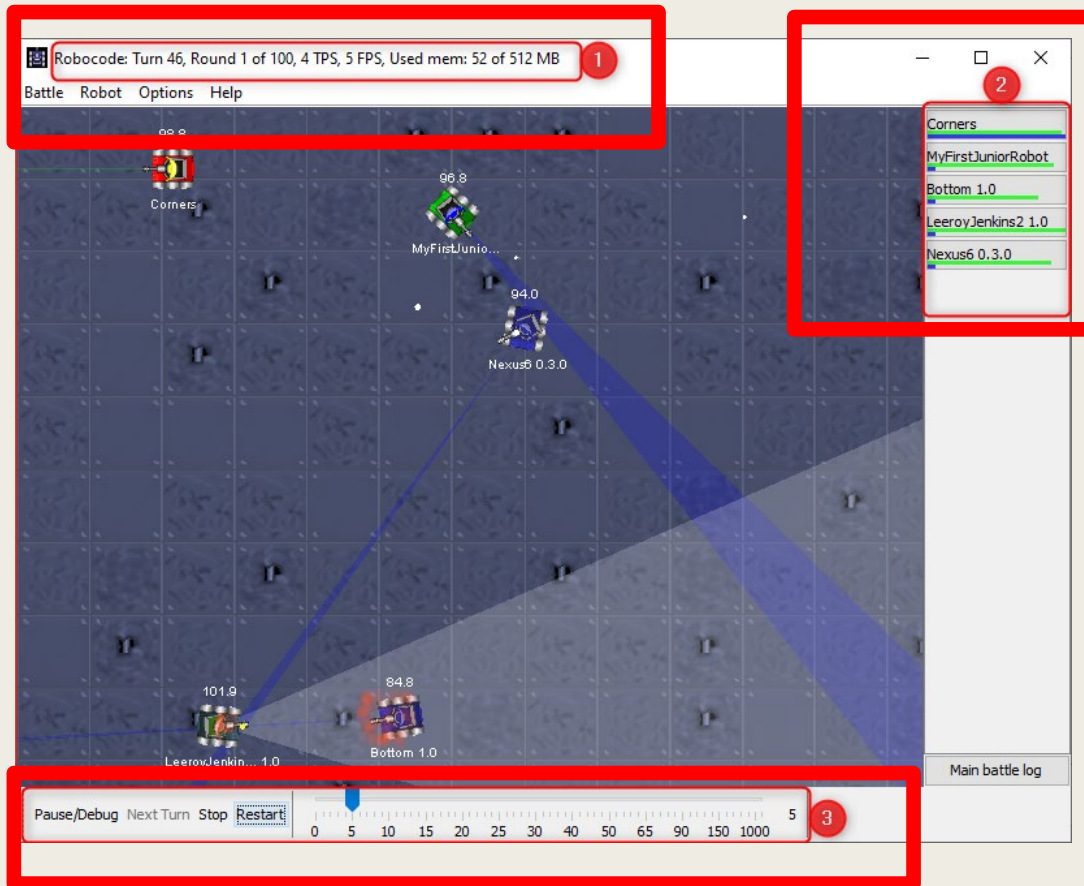 Robocode: Turn 46, Round 1 of 100, 4 TPS, 5 FPS, Used mem: 52 of 512 MB
1
Battle Robot Options Help
2
Corners
MyFirstJuniorRobot
Bottom 1.0
LeeroyJenkins2 1.0
Nexus6 0.3.0
98.8
Corners
96.8
MyFirstJunio...
94.0
Nexus6 0.3.0
101.9
LeeroyJenkin... 1.0
84.8
Bottom 1.0
Main battle log
Pause/Debug Next Turn Stop Restart
0 5 10 15 20 25 30 40 50 65 90 150 1000
5
3